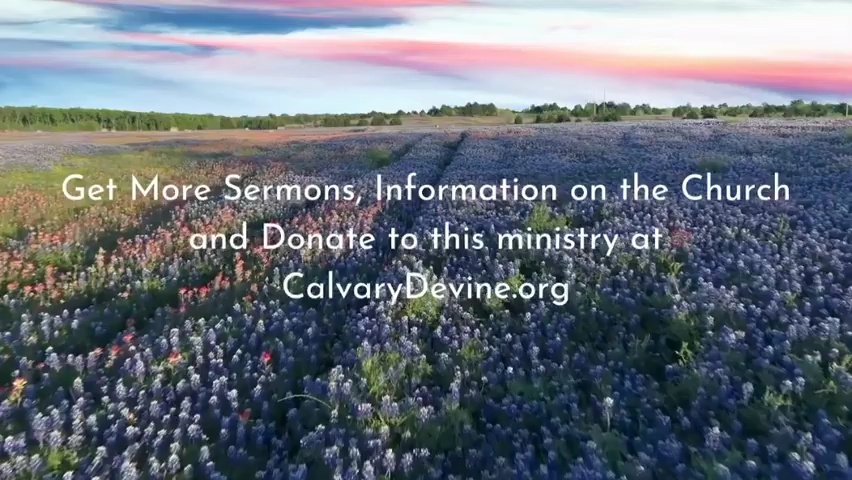 Get More Sermons, Information on the Church
and Donate to this ministry at
CalvaryDevine.org